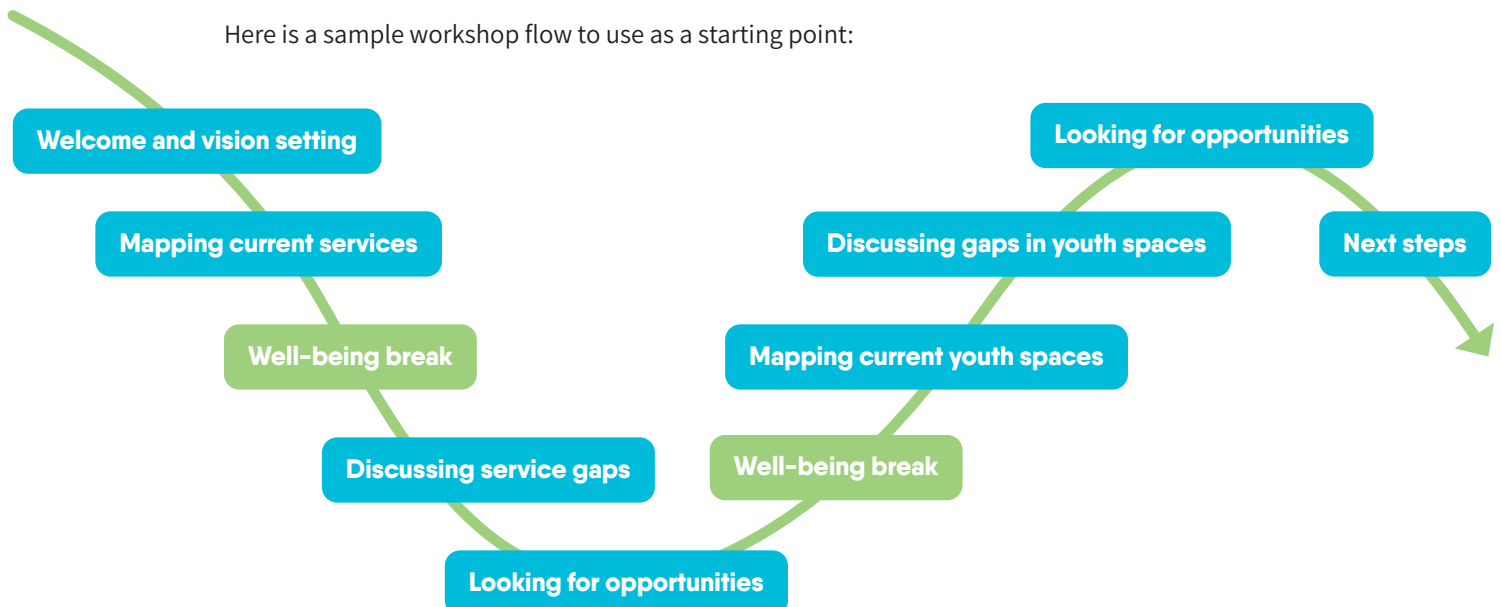 Here is a sample workshop flow to use as a starting point:
Welcome and vision setting
Mapping current services
Well-being break
Discussing service gaps
Looking for opportunities
Well-being break
Mapping current youth spaces
Discussing gaps in youth spaces
Looking for opportunities
Next steps